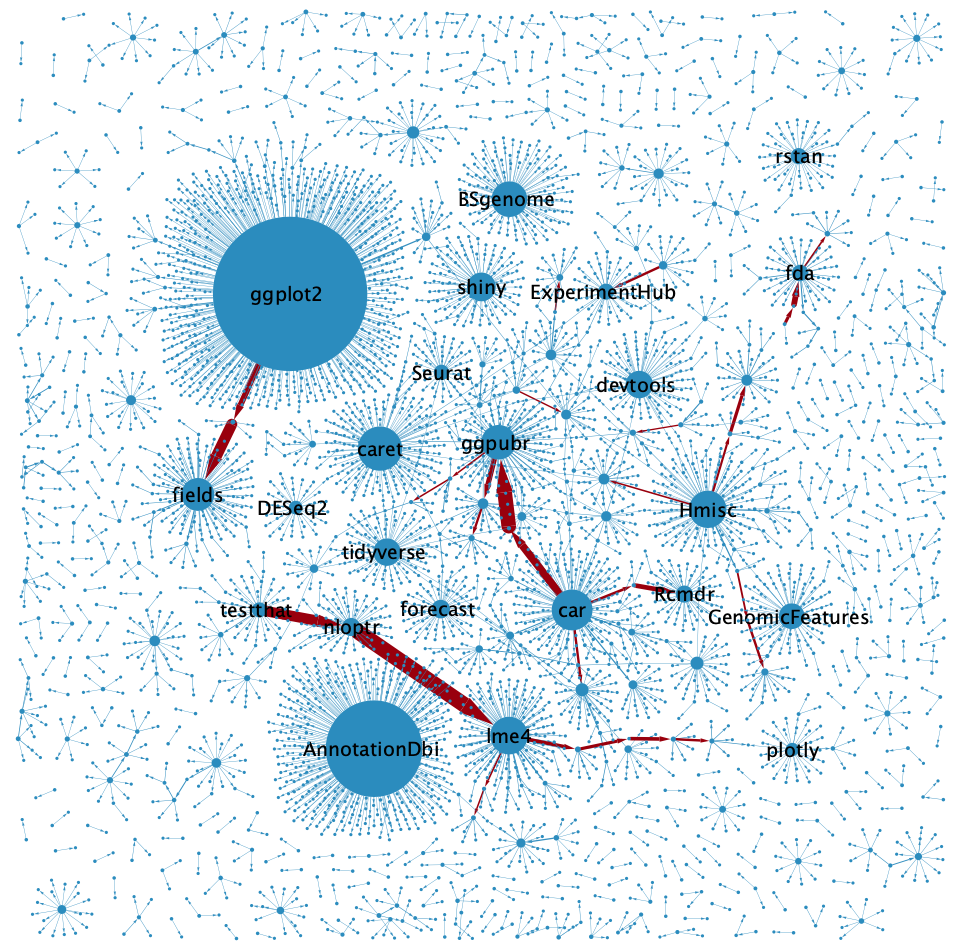 rstan
BSgenome
fda
shiny
ExperimentHub
ggplot2
Seurat
devtools
ggpubr
caret
fields
DESeq2
Hmisc
tidyverse
Rcmdr
testthat
forecast
car
GenomicFeatures
nloptr
lme4
AnnotationDbi
plotly